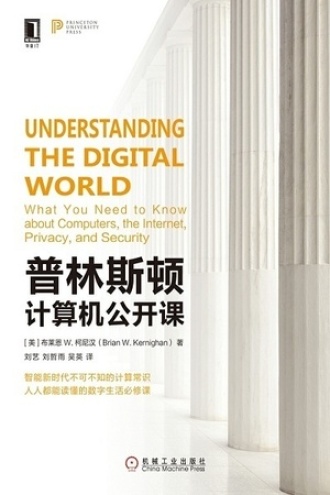 华章IT
PRINCETON
UNIVERSITY
PRESS
UNDERSTANDING
THE DIGITAL
WORLD
What You Need to Know
about Computers, the Internet,
Privacy, and Security
普林斯顿
计算机公开课
[美] 布莱恩 W. 柯尼汉 (Brian W. Kernighan) 著
刘艺 刘哲雨 吴英 译
智能新时代不可不知的计算常识
人人都能读懂的数字生活必修课
机械工业出版社
China Machine Press